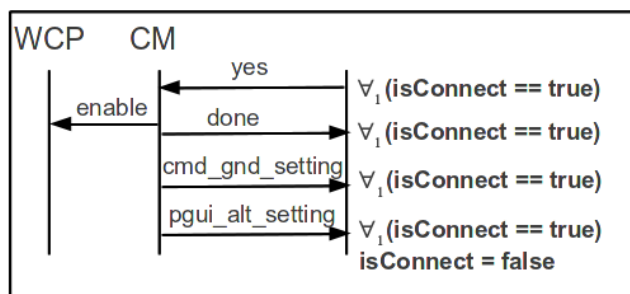 WCP CM
yes
∀₁(isConnect == true)
enable
done
∀₁(isConnect == true)
cmd_gnd_setting
∀₁(isConnect == true)
pgui_alt_setting
∀₁(isConnect == true)
isConnect = false